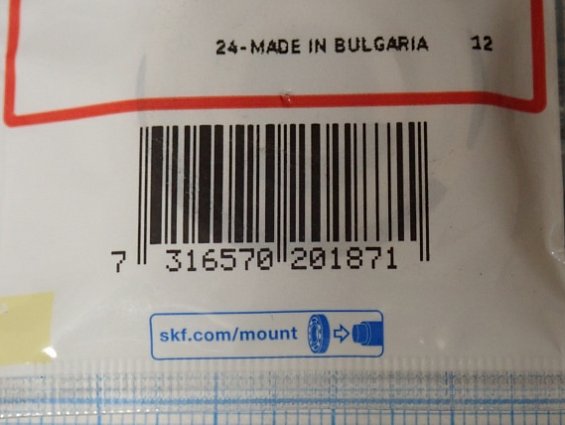 24-MADE IN BULGARIA 12
7 316570 201871
skf.com/mount